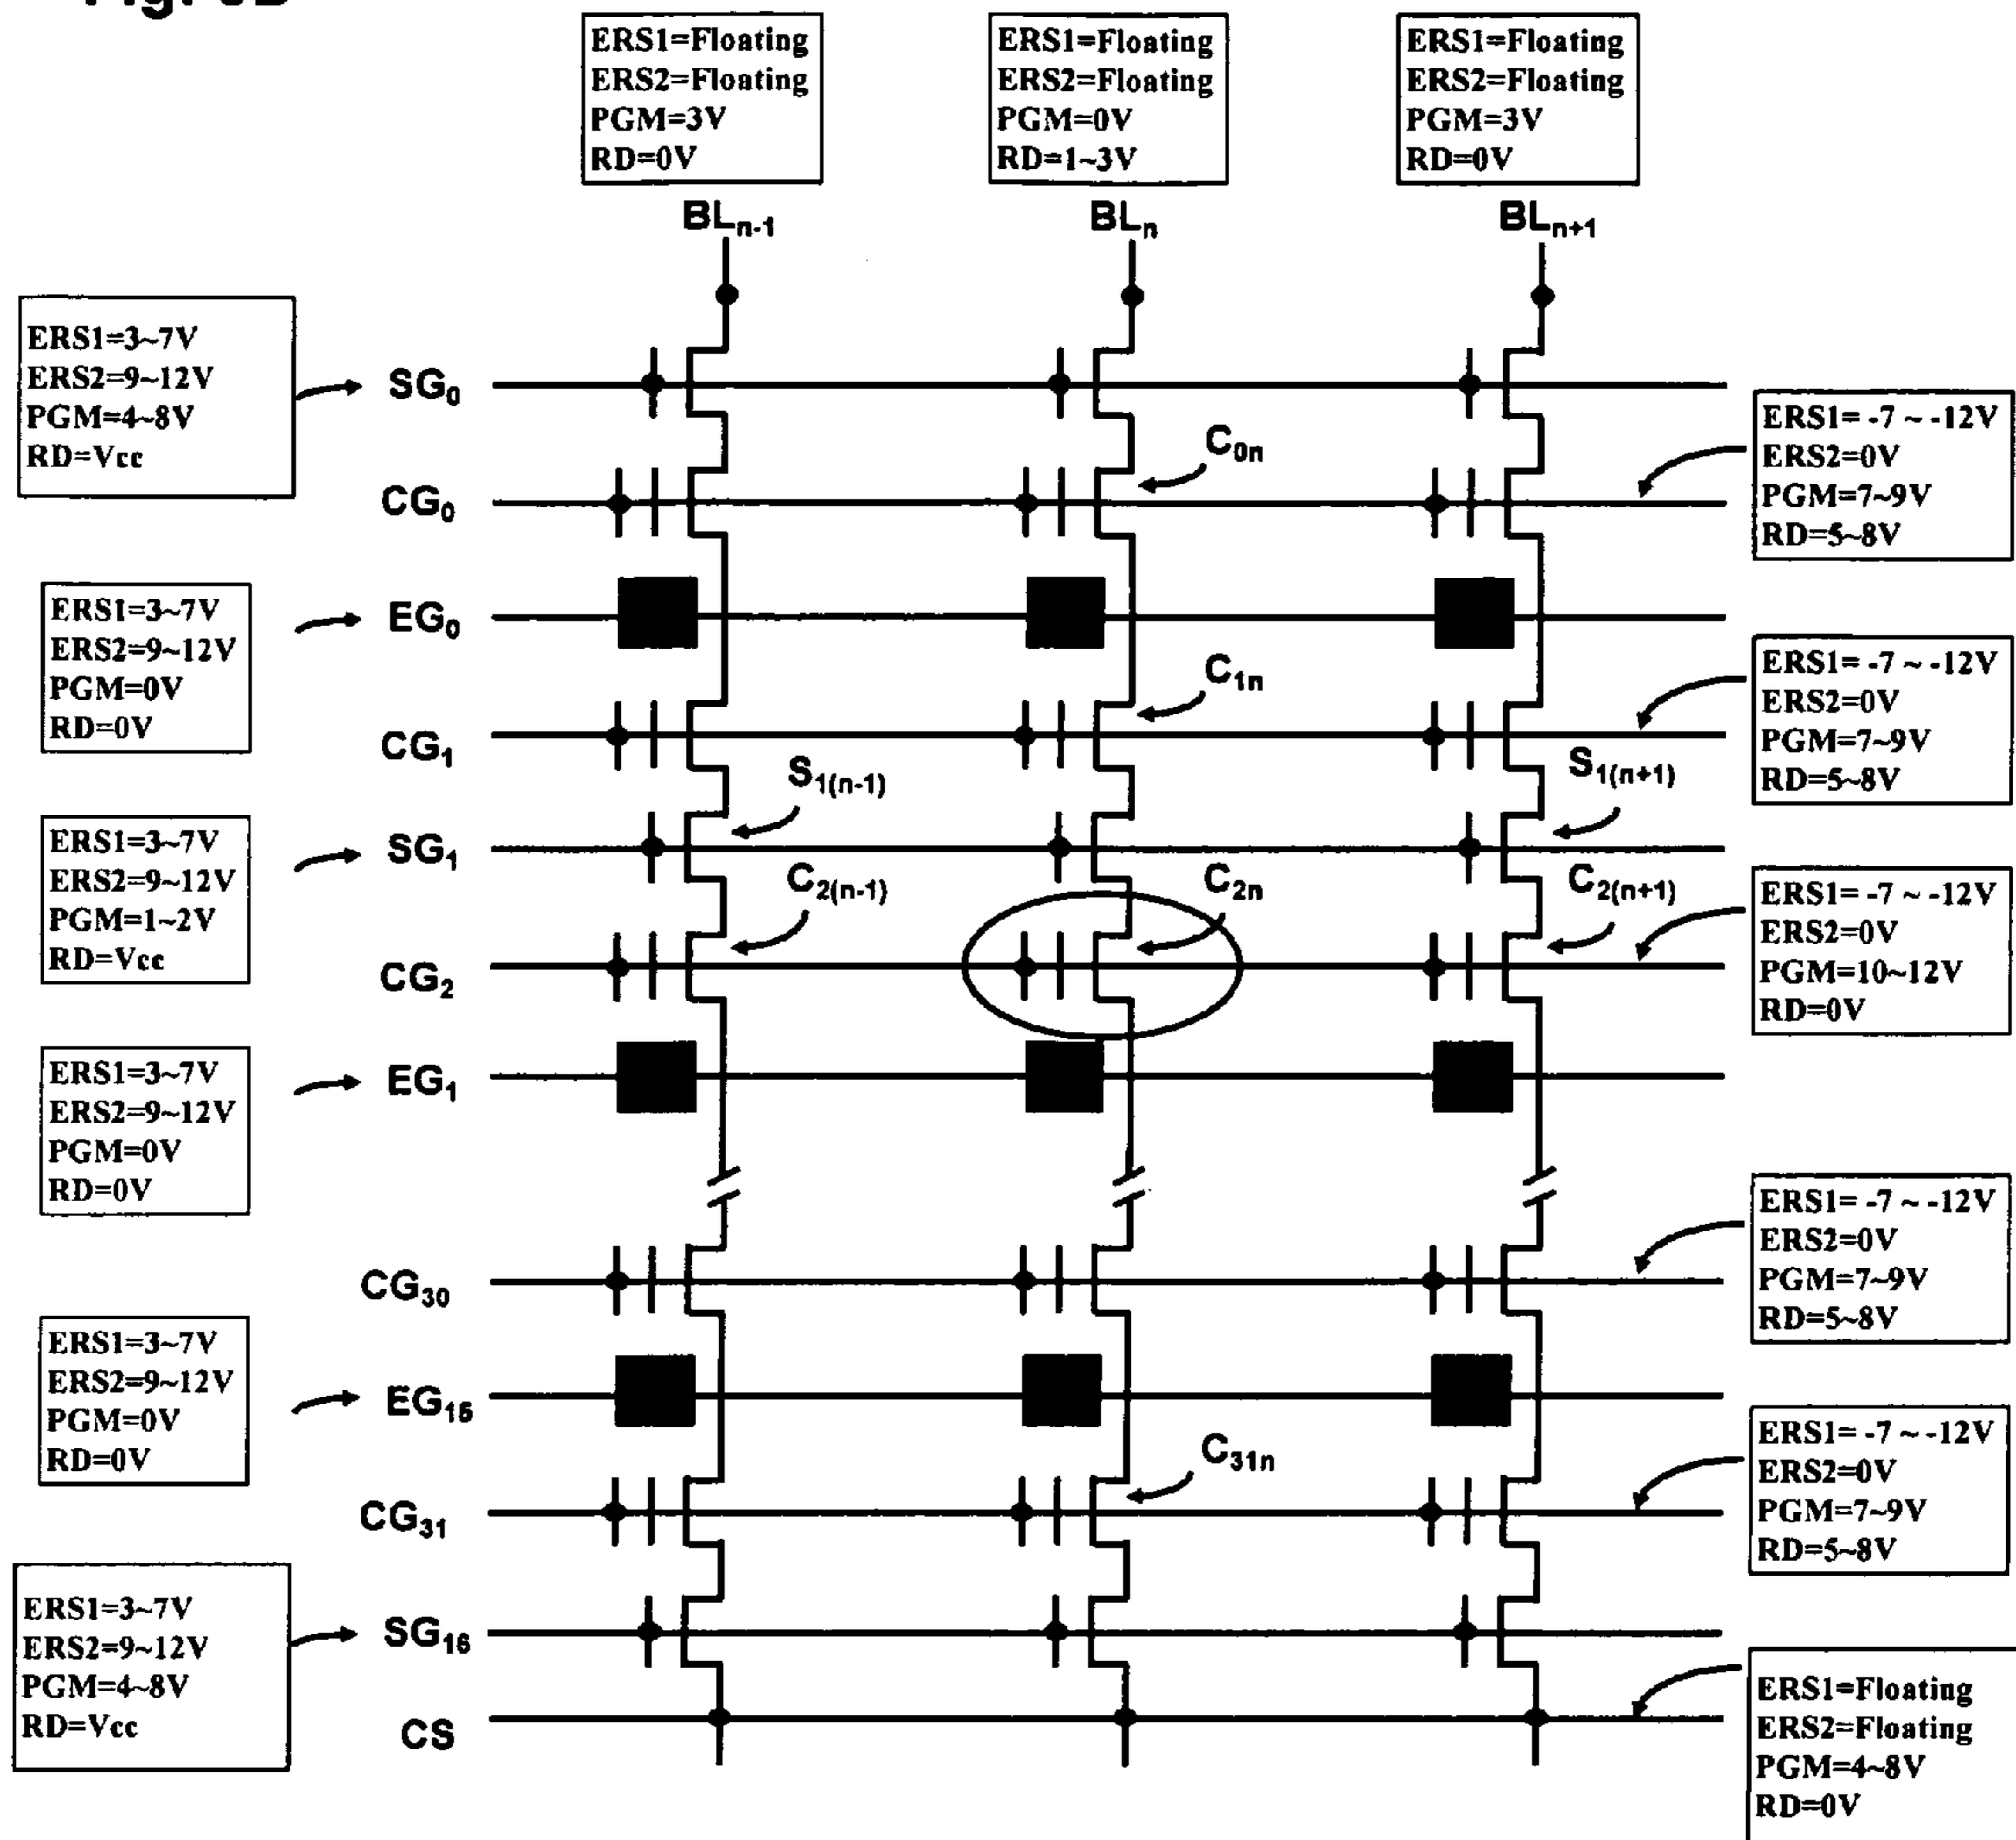 ERS1=Floating
ERS2=Floating
PGM=3V
RD=0V
ERS1=Floating
ERS2=Floating
PGM=0V
RD=1~3V
ERS1=Floating
ERS2=Floating
PGM=3V
RD=0V
BLn-1
BLn
BLn+1
ERS1=3~7V
ERS2=9~12V
PGM=4~8V
RD=Vcc
SG0
C0n
CG0
ERS1= -7 ~ -12V
ERS2=0V
PGM=7~9V
RD=5~8V
ERS1=3~7V
ERS2=9~12V
PGM=0V
RD=0V
EG0
C1n
CG1
ERS1= -7 ~ -12V
ERS2=0V
PGM=7~9V
RD=5~8V
S1(n-1)
S1(n+1)
ERS1=3~7V
ERS2=9~12V
PGM=1~2V
RD=Vcc
SG1
C2(n-1)
C2n
C2(n+1)
CG2
ERS1= -7 ~ -12V
ERS2=0V
PGM=10~12V
RD=0V
ERS1=3~7V
ERS2=9~12V
PGM=0V
RD=0V
EG1
CG30
ERS1= -7 ~ -12V
ERS2=0V
PGM=7~9V
RD=5~8V
ERS1=3~7V
ERS2=9~12V
PGM=0V
RD=0V
EG15
C31n
CG31
ERS1= -7 ~ -12V
ERS2=0V
PGM=7~9V
RD=5~8V
ERS1=3~7V
ERS2=9~12V
PGM=4~8V
RD=Vcc
SG16
CS
ERS1=Floating
ERS2=Floating
PGM=4~8V
RD=0V